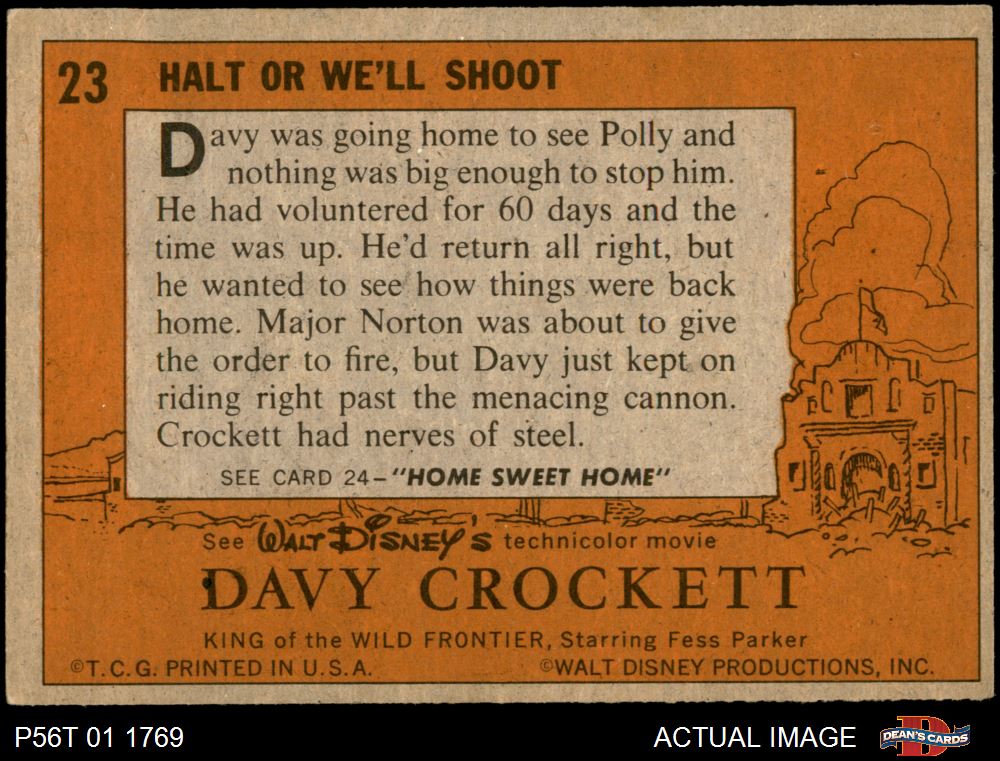 23 HALT OR WE'LL SHOOT
Davy was going home to see Polly and
nothing was big enough to stop him.
He had voluntered for 60 days and the
time was up. He'd return all right, but
he wanted to see how things were back
home. Major Norton was about to give
the order to fire, but Davy just kept on
riding right past the menacing cannon.
Crockett had nerves of steel.
SEE CARD 24–"HOME SWEET HOME"
See WALT DISNEY'S technicolor movie
DAVY CROCKETT
KING of the WILD FRONTIER, Starring Fess Parker
©T.C.G. PRINTED IN U.S.A. ©WALT DISNEY PRODUCTIONS, INC.
P56T 01 1769 ACTUAL IMAGE D DEAN'S CARDS